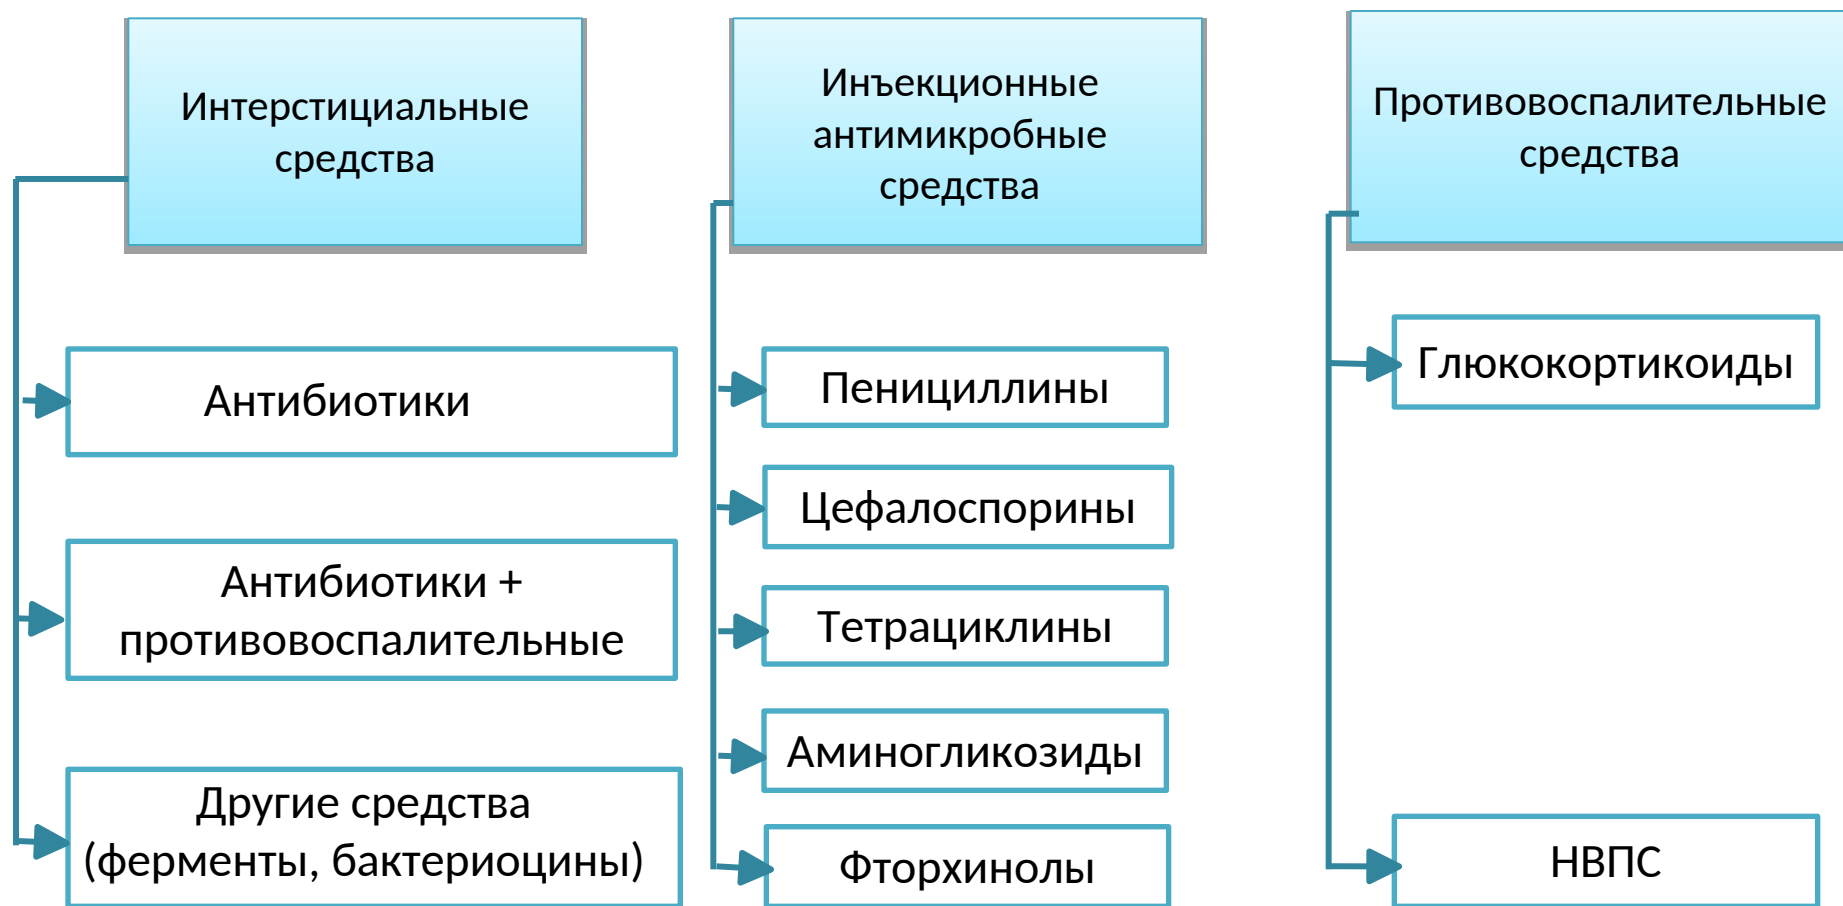 Интерстициальные
средства
Антибиотики
Антибиотики +
противовоспалительные
Другие средства
(ферменты, бактериоцины)
Инъекционные
антимикробные
средства
Пенициллины
Цефалоспорины
Тетрациклины
Аминогликозиды
Фторхинолы
Противовоспалительные
средства
Глюкокортикоиды
НВПС